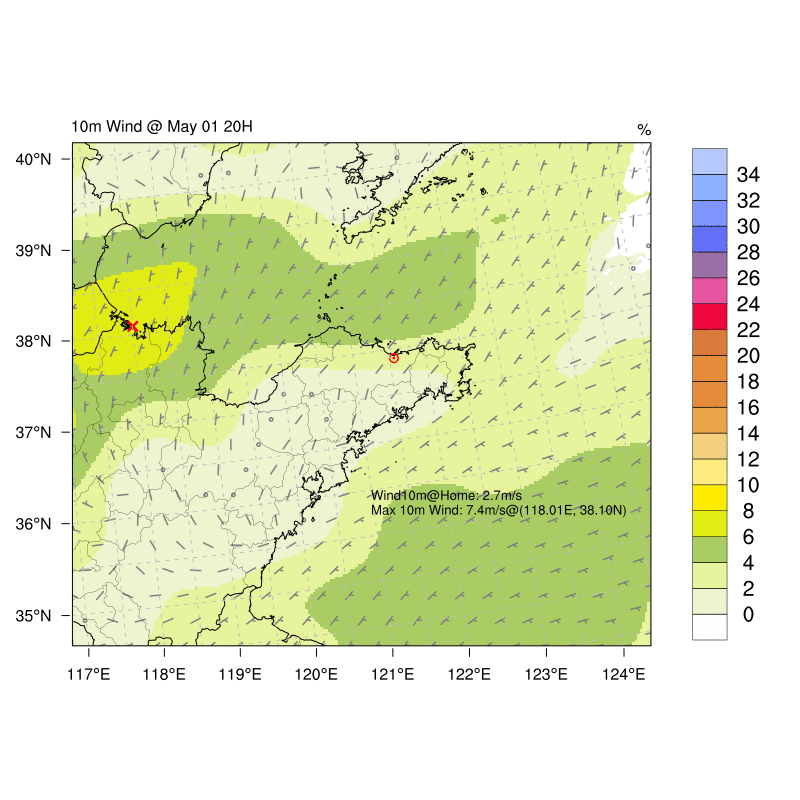 10m Wind @ May 01 20H
%
40°N
39°N
38°N
37°N
36°N
35°N
117°E 118°E 119°E 120°E 121°E 122°E 123°E 124°E
Wind10m@Home: 2.7m/s
Max 10m Wind: 7.4m/s@(118.01E, 38.10N)
34
32
30
28
26
24
22
20
18
16
14
12
10
8
6
4
2
0